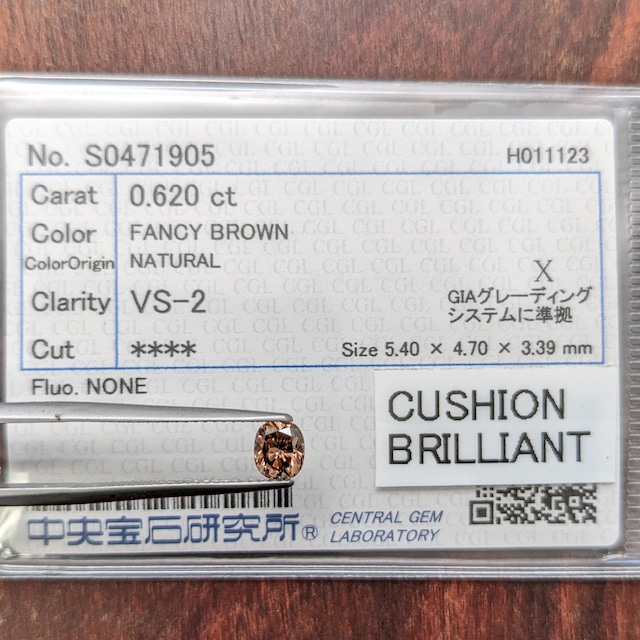 No. S0471905 H011123
Carat 0.620 ct
Color FANCY BROWN
ColorOrigin NATURAL
X
Clarity VS-2
GIAグレーディング
システムに準拠
Cut **** Size 5.40 × 4.70 × 3.39 mm
Fluo. NONE
CUSHION
BRILLIANT
中央宝石研究所® CENTRAL GEM
LABORATORY